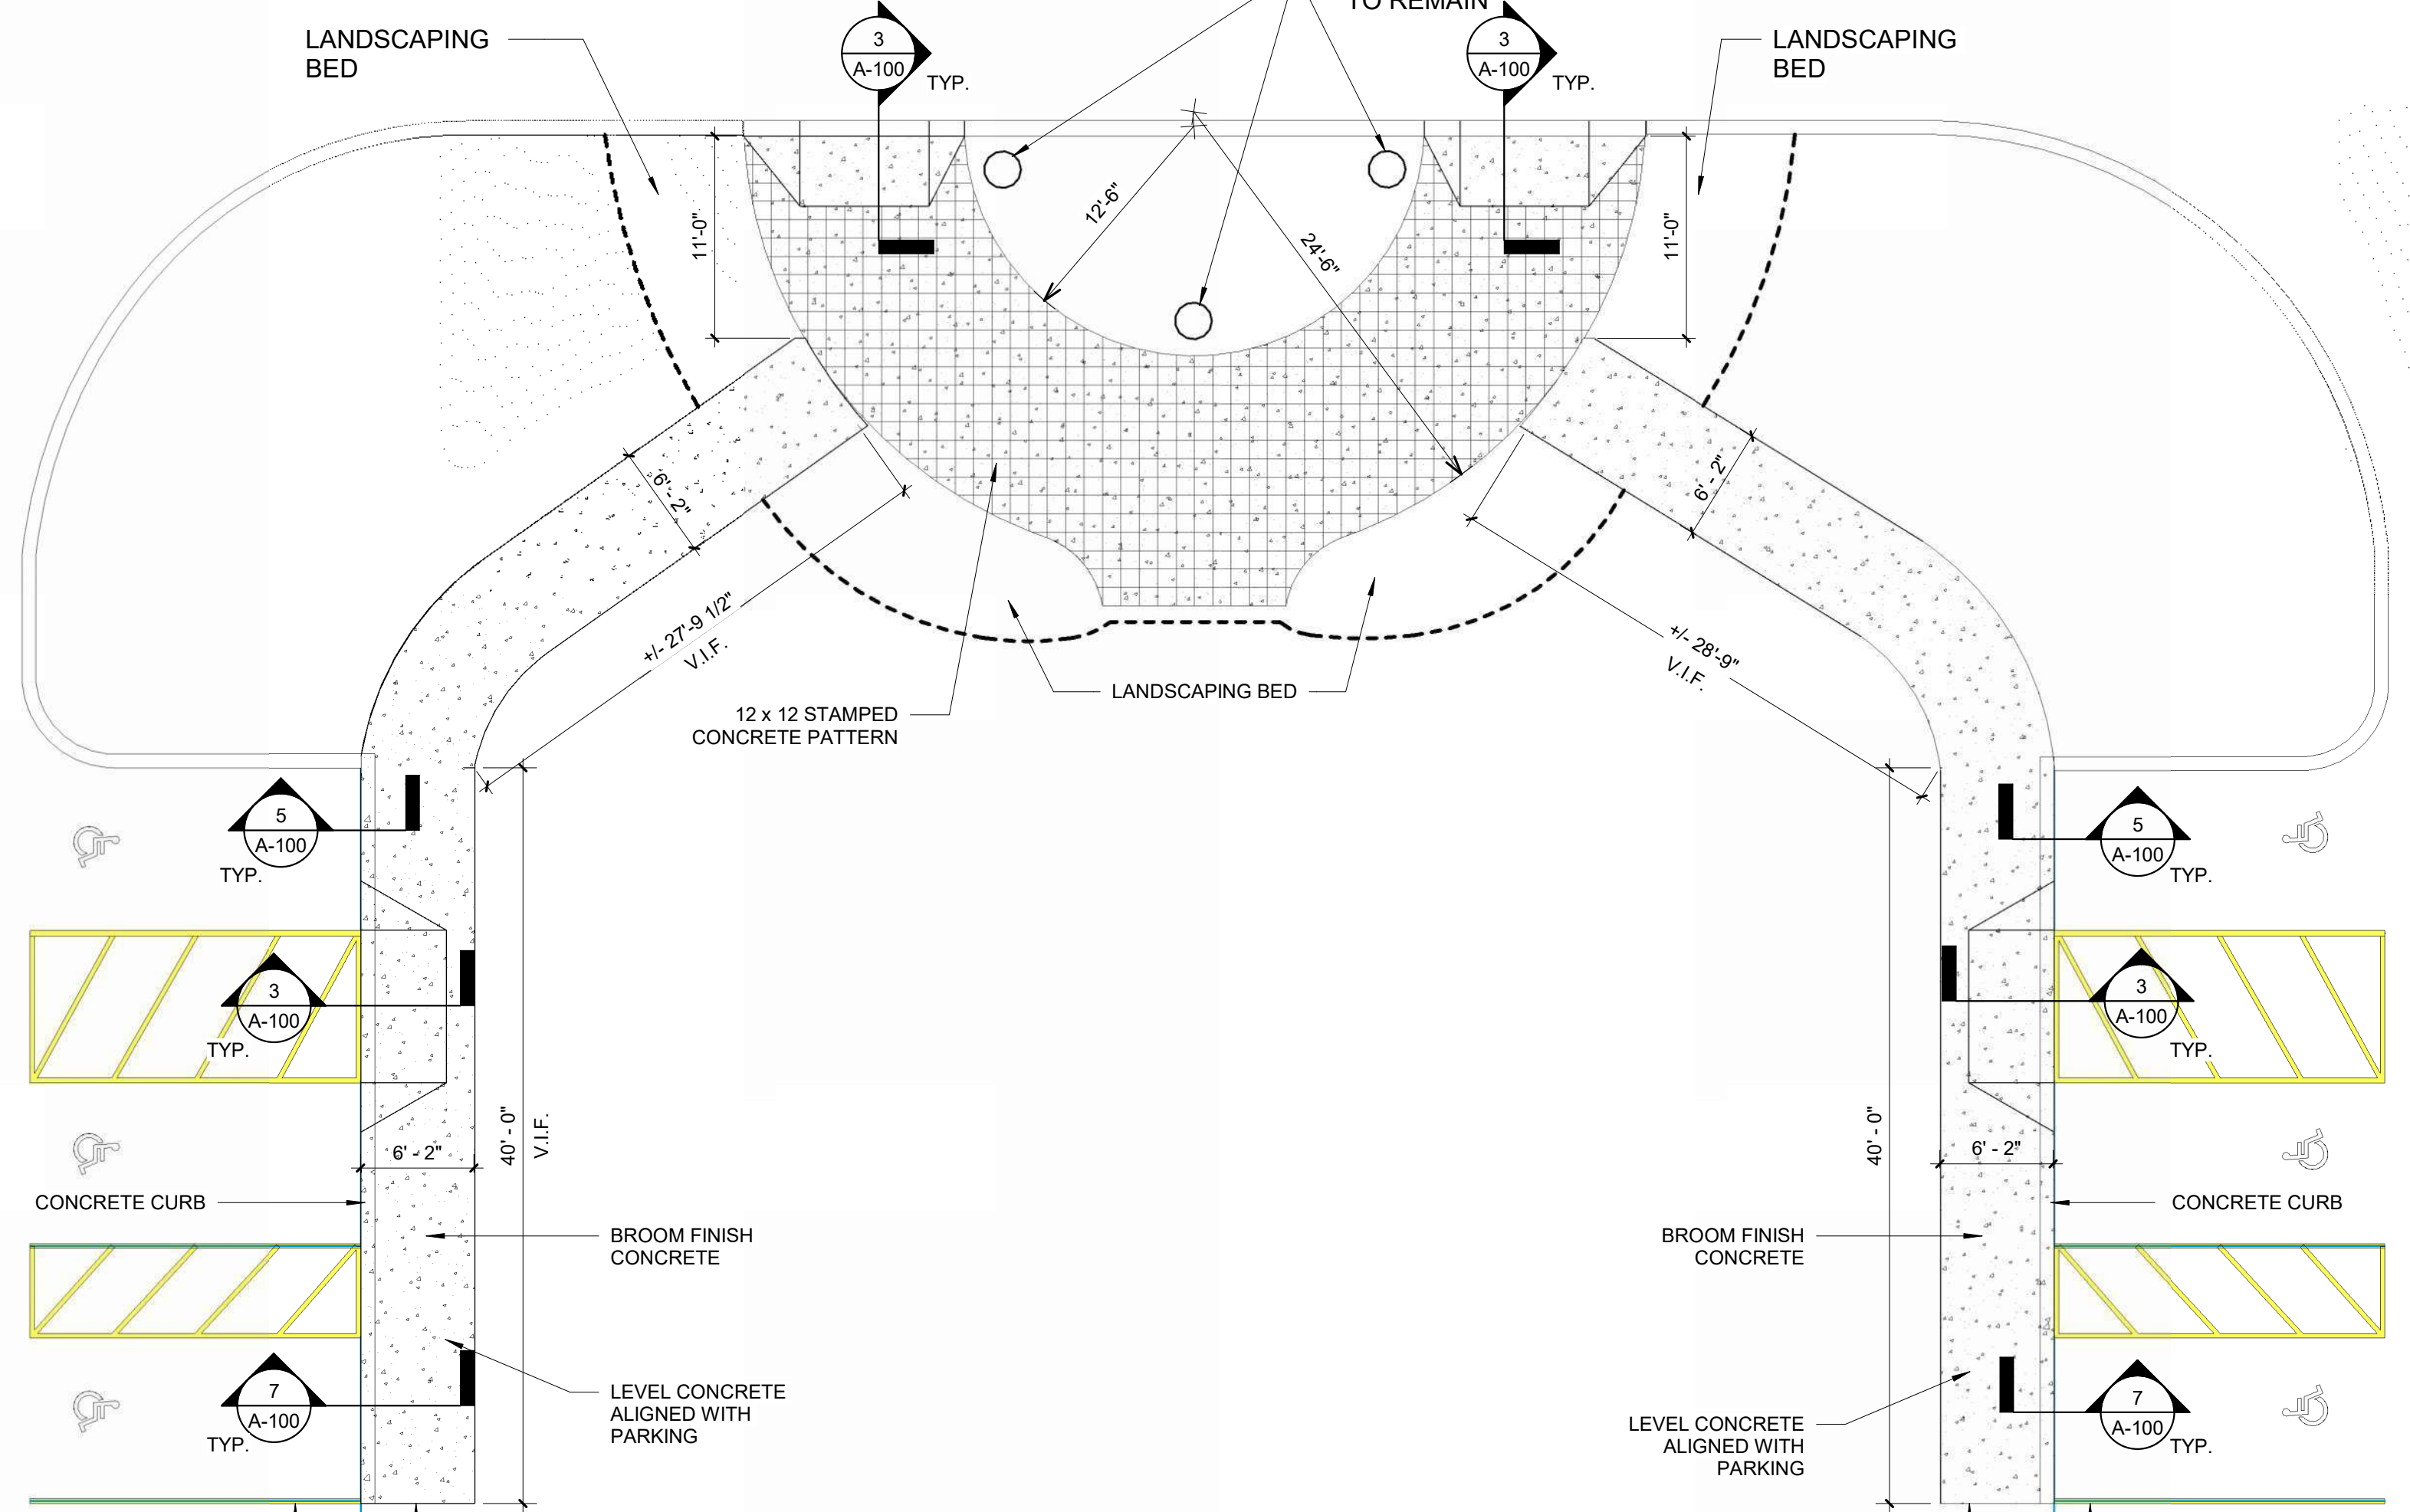 TO REMAIN
LANDSCAPING
BED
3
A-100
TYP.
3
A-100
TYP.
LANDSCAPING
BED
11'-0"
12'-6"
24'-6"
11'-0"
6' - 2"
6' - 2"
+/- 27'-9 1/2"
V.I.F.
+/- 28'-9"
V.I.F.
LANDSCAPING BED
12 x 12 STAMPED
CONCRETE PATTERN
5
A-100
TYP.
5
A-100
TYP.
3
A-100
TYP.
3
A-100
TYP.
40' - 0"
V.I.F.
40' - 0"
6' - 2"
6' - 2"
CONCRETE CURB
CONCRETE CURB
BROOM FINISH
CONCRETE
BROOM FINISH
CONCRETE
7
A-100
TYP.
LEVEL CONCRETE
ALIGNED WITH
PARKING
LEVEL CONCRETE
ALIGNED WITH
PARKING
7
A-100
TYP.